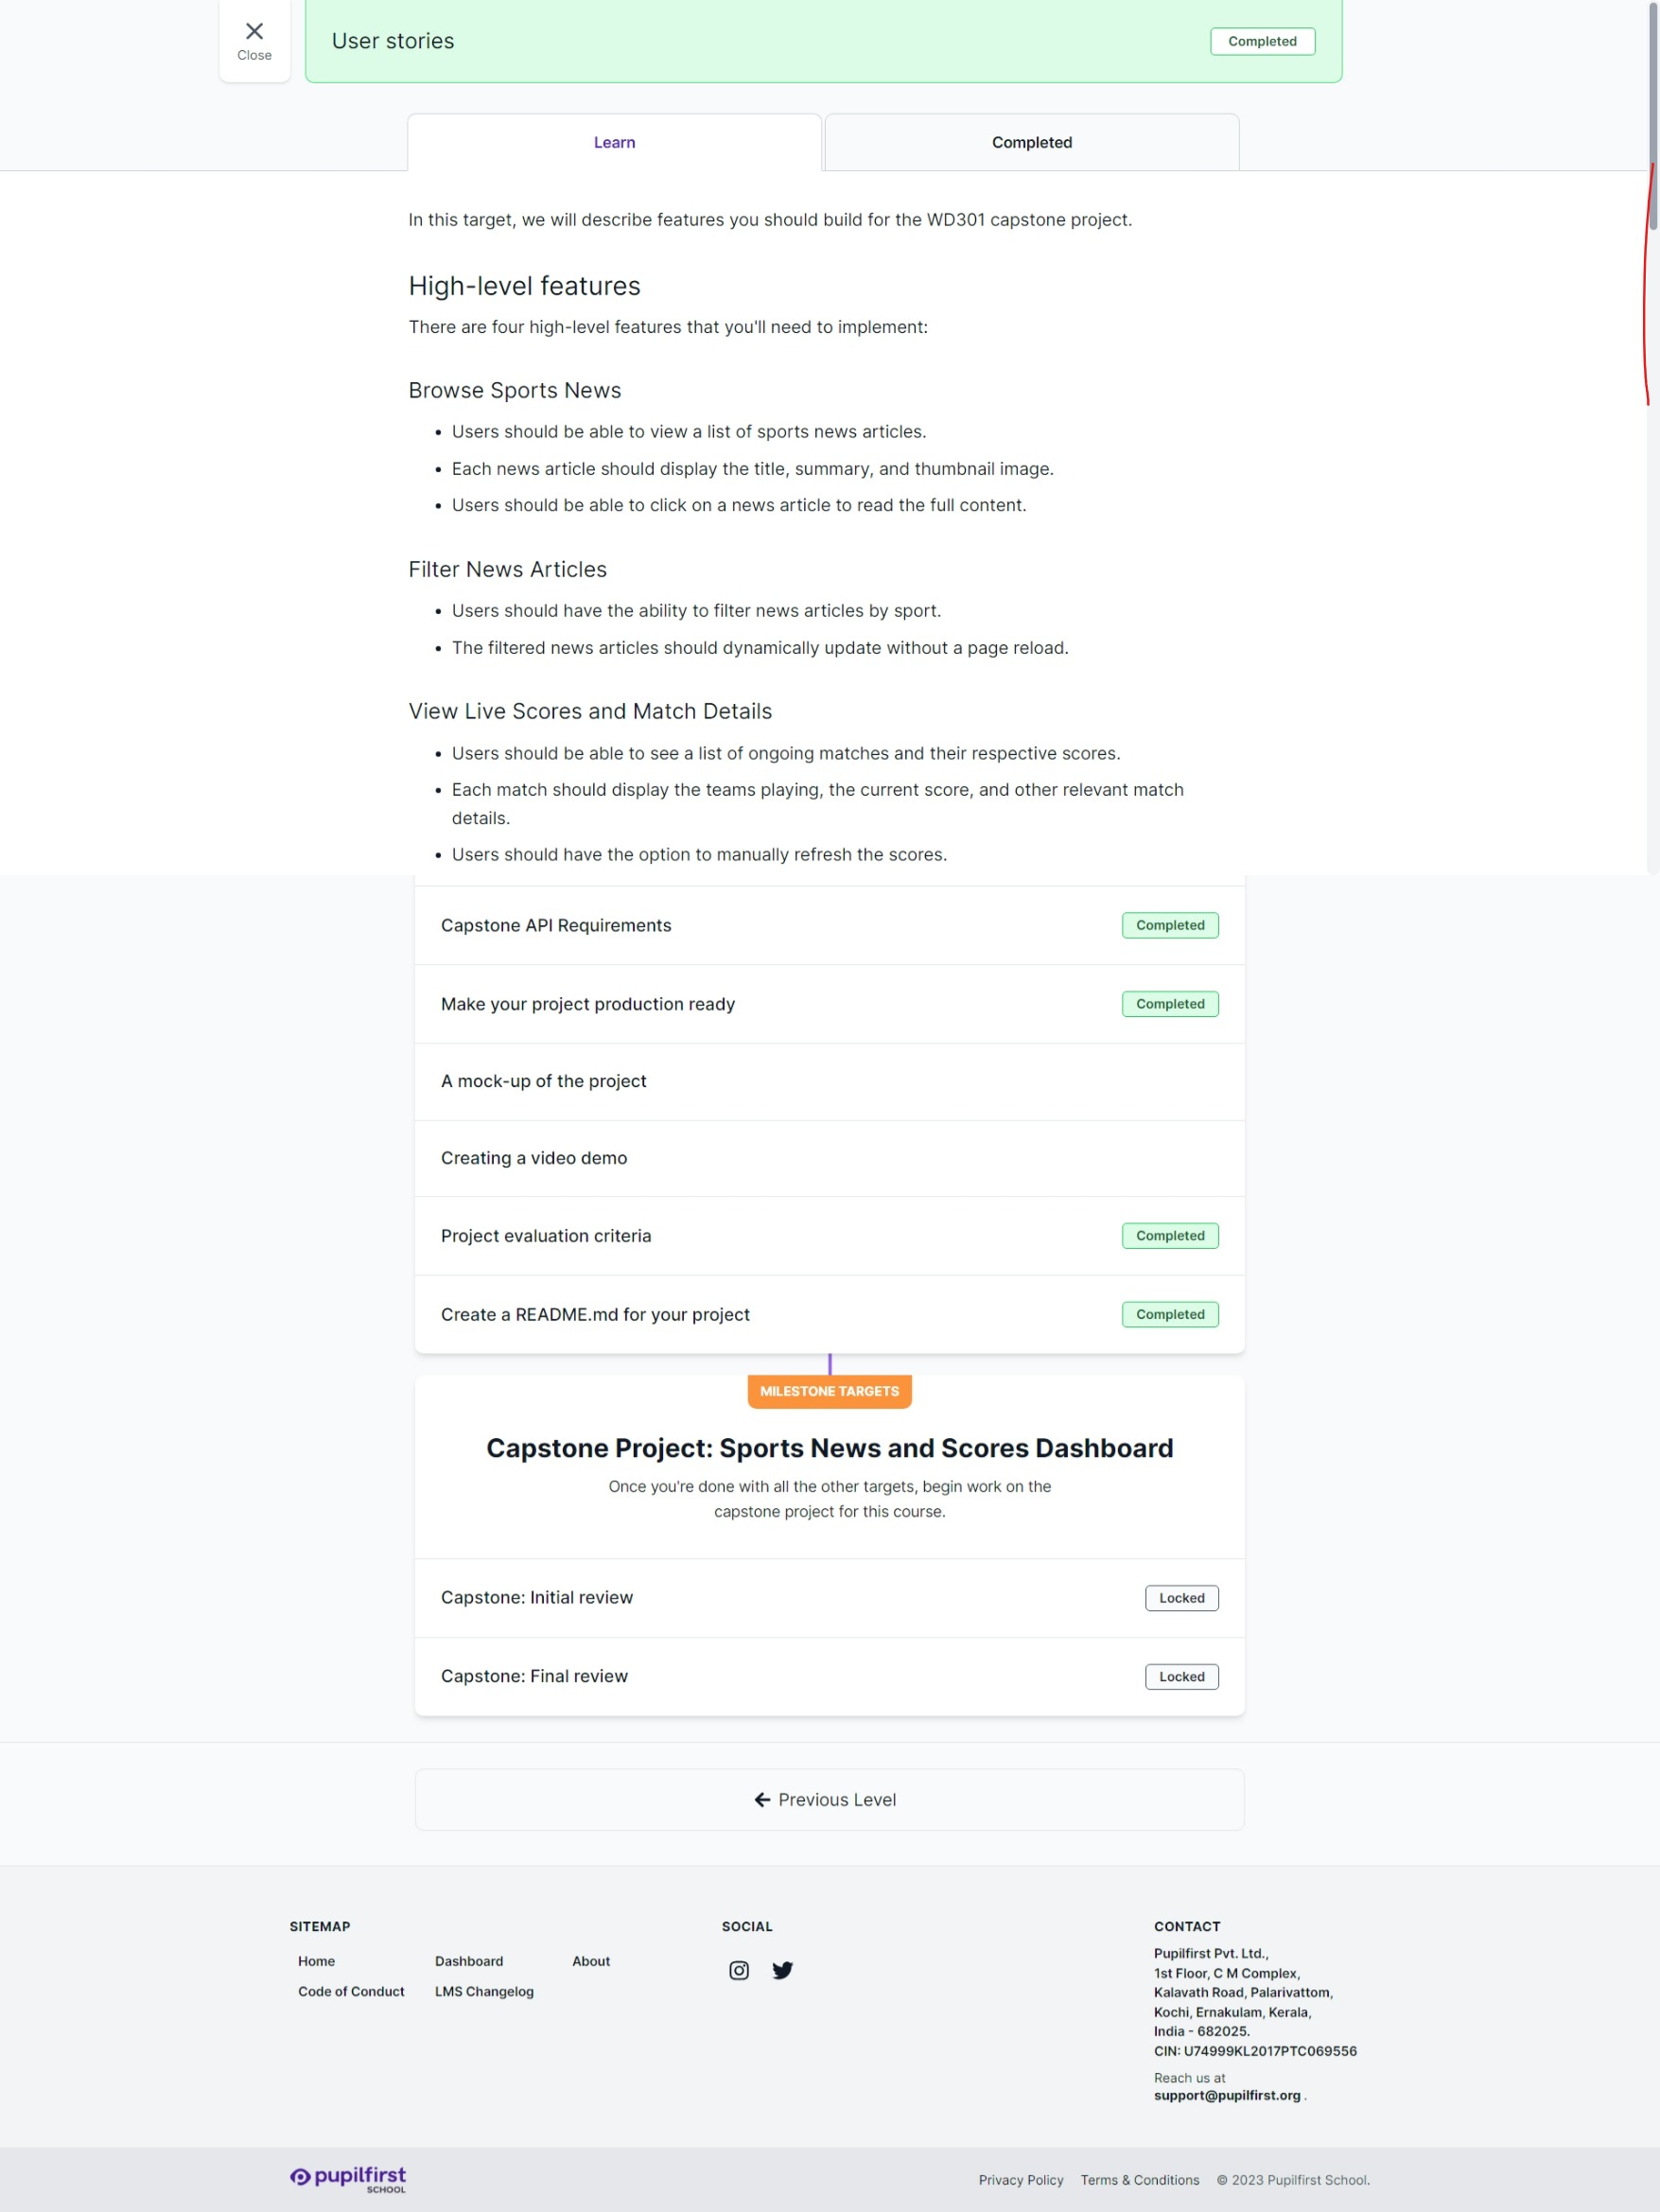 Close
User stories
Completed
Learn
Completed
In this target, we will describe features you should build for the WD301 capstone project.
High-level features
There are four high-level features that you'll need to implement:
Browse Sports News
• Users should be able to view a list of sports news articles.
• Each news article should display the title, summary, and thumbnail image.
• Users should be able to click on a news article to read the full content.
Filter News Articles
• Users should have the ability to filter news articles by sport.
• The filtered news articles should dynamically update without a page reload.
View Live Scores and Match Details
• Users should be able to see a list of ongoing matches and their respective scores.
• Each match should display the teams playing, the current score, and other relevant match
details.
• Users should have the option to manually refresh the scores.
Capstone API Requirements
Completed
Make your project production ready
Completed
A mock-up of the project
Creating a video demo
Project evaluation criteria
Completed
Create a README.md for your project
Completed
MILESTONE TARGETS
Capstone Project: Sports News and Scores Dashboard
Once you're done with all the other targets, begin work on the
capstone project for this course.
Capstone: Initial review
Locked
Capstone: Final review
Locked
Previous Level
SITEMAP
Home
Dashboard
About
Code of Conduct
LMS Changelog
SOCIAL
CONTACT
Pupilfirst Pvt. Ltd.,
1st Floor, C M Complex,
Kalavath Road, Palarivattom,
Kochi, Ernakulam, Kerala,
India - 682025.
CIN: U74999KL2017PTC069556
Reach us at
support@pupilfirst.org .
pupilfirst
SCHOOL
Privacy Policy
Terms & Conditions
© 2023 Pupilfirst School.